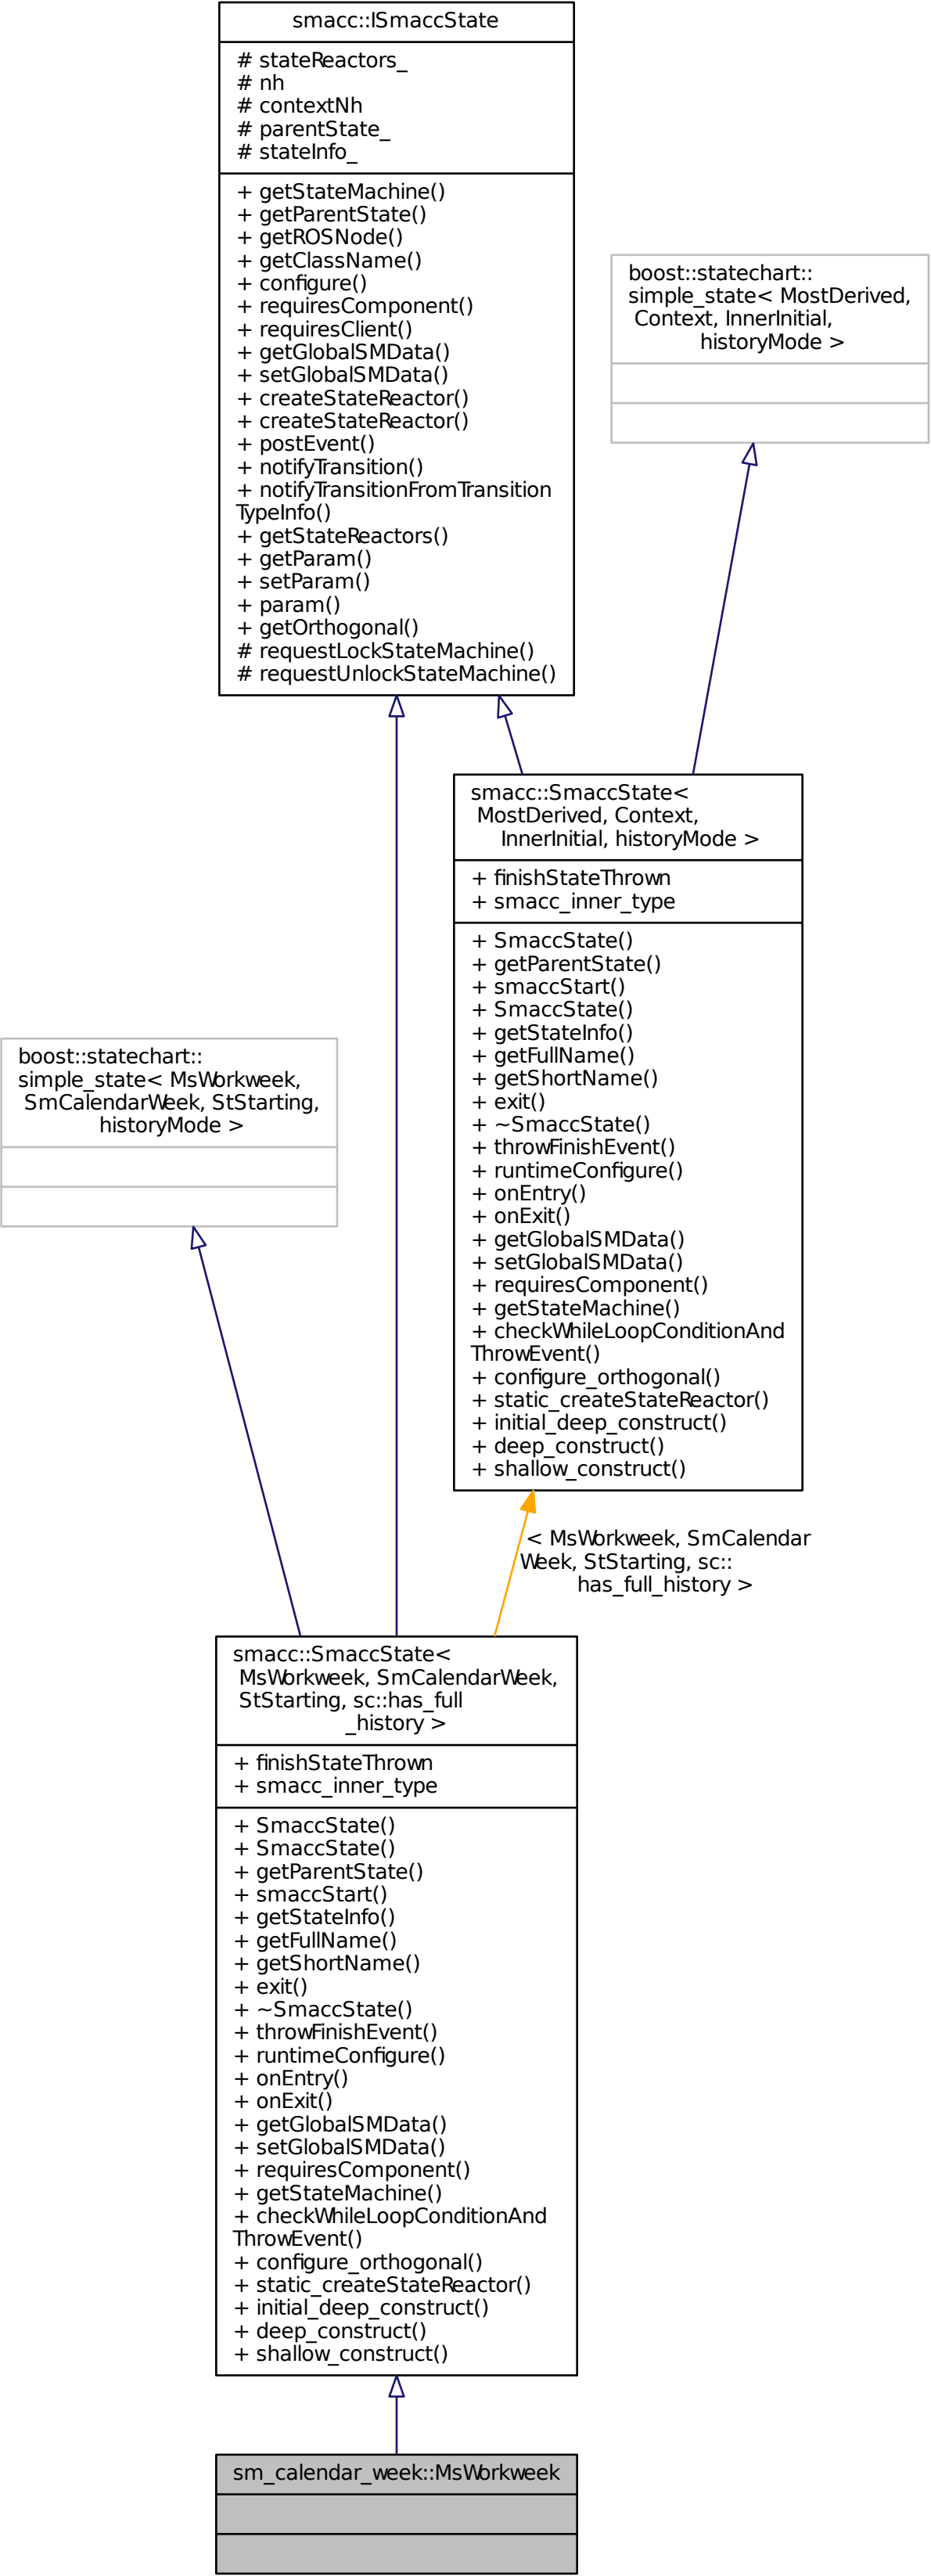 smacc::ISmaccState
# stateReactors_
# nh
# contextNh
# parentState_
# stateInfo_
+ getStateMachine()
+ getParentState()
+ getROSNode()
+ getClassName()
+ configure()
+ requiresComponent()
+ requiresClient()
+ getGlobalSMData()
+ setGlobalSMData()
+ createStateReactor()
+ createStateReactor()
+ postEvent()
+ notifyTransition()
+ notifyTransitionFromTransition
TypeInfo()
+ getStateReactors()
+ getParam()
+ setParam()
+ param()
+ getOrthogonal()
# requestLockStateMachine()
# requestUnlockStateMachine()
boost::statechart::
simple_state< MostDerived,
Context, InnerInitial,
historyMode >
smacc::SmaccState<
MostDerived, Context,
InnerInitial, historyMode >
+ finishStateThrown
+ smacc_inner_type
+ SmaccState()
+ getParentState()
+ smaccStart()
+ SmaccState()
+ getStateInfo()
+ getFullName()
+ getShortName()
+ exit()
+ ~SmaccState()
+ throwFinishEvent()
+ runtimeConfigure()
+ onEntry()
+ onExit()
+ getGlobalSMData()
+ setGlobalSMData()
+ requiresComponent()
+ getStateMachine()
+ checkWhileLoopConditionAnd
ThrowEvent()
+ configure_orthogonal()
+ static_createStateReactor()
+ initial_deep_construct()
+ deep_construct()
+ shallow_construct()
boost::statechart::
simple_state< MsWorkweek,
SmCalendarWeek, StStarting,
historyMode >
< MsWorkweek, SmCalendar
Week, StStarting, sc::
has_full_history >
smacc::SmaccState<
MsWorkweek, SmCalendarWeek,
StStarting, sc::has_full
_history >
+ finishStateThrown
+ smacc_inner_type
+ SmaccState()
+ SmaccState()
+ getParentState()
+ smaccStart()
+ getStateInfo()
+ getFullName()
+ getShortName()
+ exit()
+ ~SmaccState()
+ throwFinishEvent()
+ runtimeConfigure()
+ onEntry()
+ onExit()
+ getGlobalSMData()
+ setGlobalSMData()
+ requiresComponent()
+ getStateMachine()
+ checkWhileLoopConditionAnd
ThrowEvent()
+ configure_orthogonal()
+ static_createStateReactor()
+ initial_deep_construct()
+ deep_construct()
+ shallow_construct()
sm_calendar_week::MsWorkweek